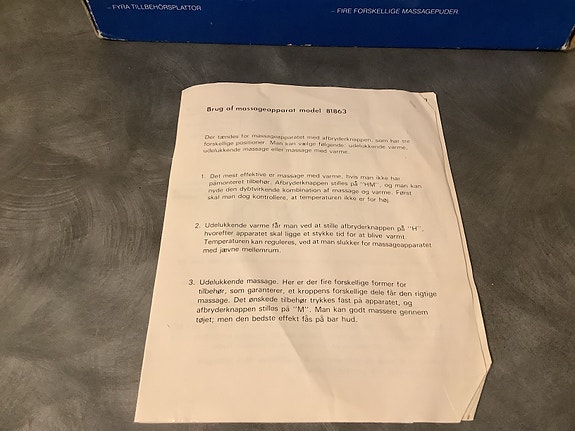 – FYRA TILLBEHÖRSPLATTOR.
– FIRE FORSKELLIGE MASSAGEPUDER.
Brug af massageapparat model 81863
Der tændes for massageapparatet med afbryderknappen, som har tre
forskellige positioner. Man kan vælge følgende: udelukkende varme,
udelukkende massage eller massage med varme.
1. Det mest effektive er massage med varme, hvis man ikke har
påmonteret tilbehør. Afbryderknappen stilles på "HM", og man kan
nyde den dybtvirkende kombination af massage og varme. Først
skal man dog kontrollere, at temperaturen ikke er for høj.
2. Udelukkende varme får man ved at stille afbryderknappen på "H",
hvorefter apparatet skal ligge et stykke tid for at blive varmt.
Temperaturen kan reguleres, ved at man slukker for massageapparatet
med jævne mellemrum.
3. Udelukkende massage. Her er der fire forskellige former for
tilbehør, som garanterer, et kroppens forskellige dele får den rigtige
massage. Det ønskede tilbehør trykkes fast på apparatet, og
afbryderknappen stilles på "M". Man kan godt massere gennem
tøjet; men den bedste effekt fås på bar hud.